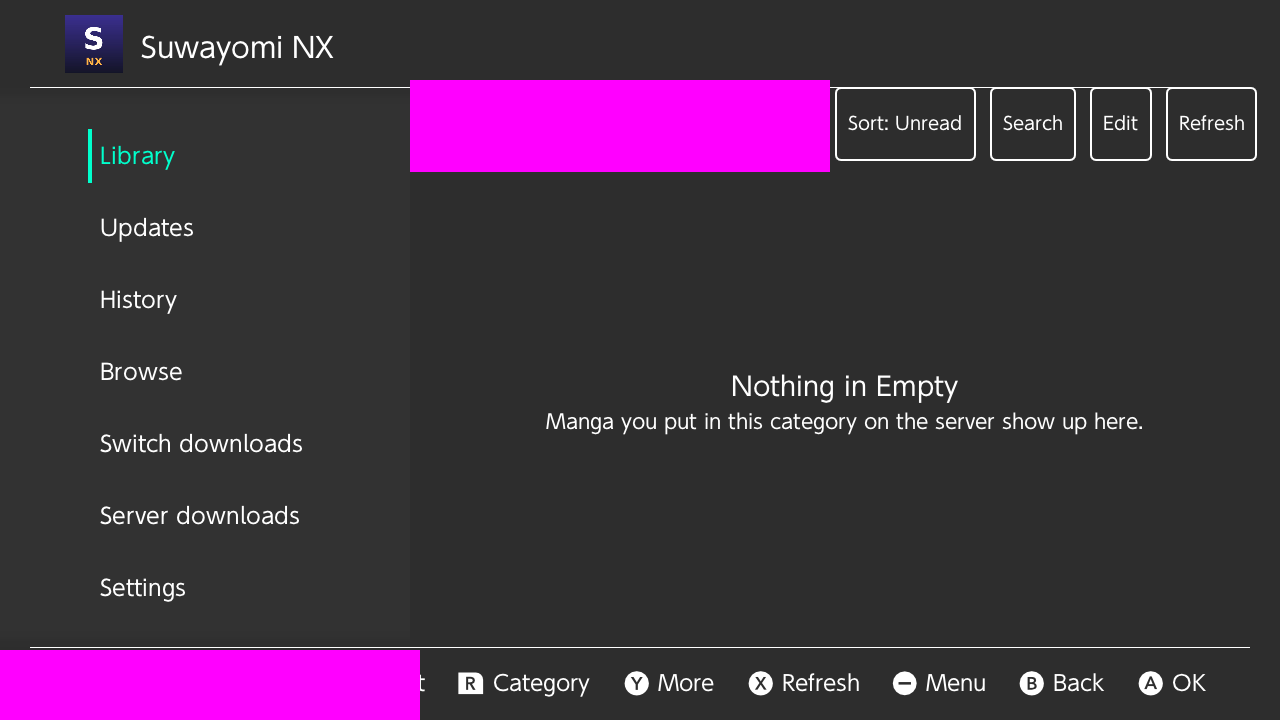 S
NX
Suwayomi NX
Sort: Unread
Search
Edit
Refresh
Library
Updates
History
Browse
Switch downloads
Server downloads
Settings
Nothing in Empty
Manga you put in this category on the server show up here.
R Category
Y More
X Refresh
Menu
B Back
A OK